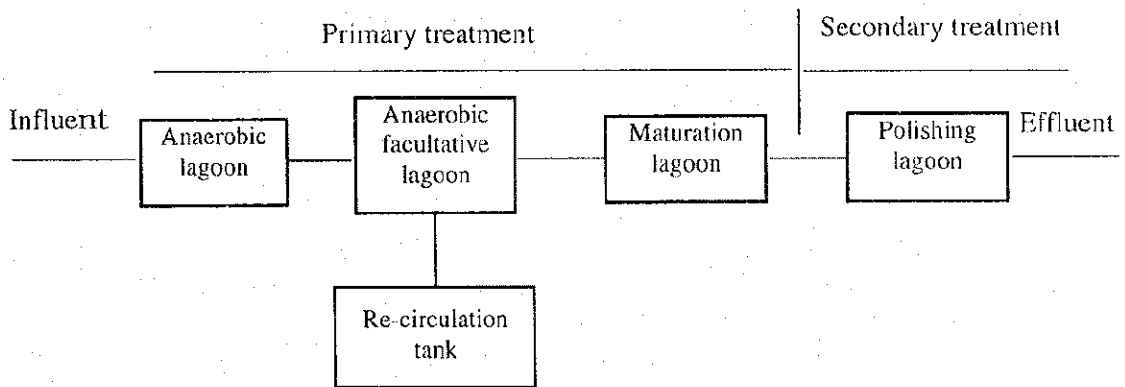 Primary treatment
Secondary treatment
Influent
Anaerobic
lagoon
Anaerobic
facultative
lagoon
Maturation
lagoon
Polishing
lagoon
Effluent
Re-circulation
tank